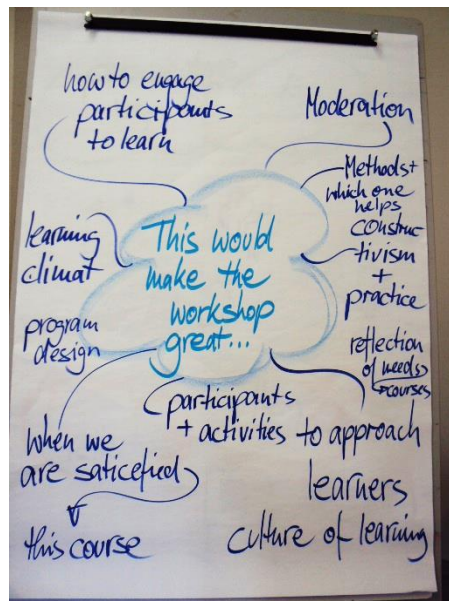 how to engage
participants
to learn
Moderation
Methods +
which one
helps
construc
tivism
+
practice
learning
climat
This would
make the
workshop
great...
program
design
reflection
of needs
→ courses
participants
+ activities to approach
learners
culture of learning
when we
are saticefied
this course